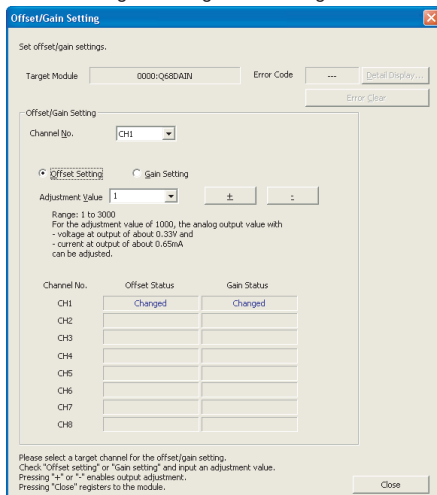 Offset/Gain Setting
Set offset/gain settings.
Target Module 0000:Q68DAIN Error Code --- Detail Display...
Error Clear
Offset/Gain Setting
Channel No. CH1
Offset Setting Gain Setting
Adjustment Value 1 + -
Range: 1 to 3000
For the adjustment value of 1000, the analog output value with
- voltage at output of about 0.33V and
- current at output of about 0.65mA
can be adjusted.
Channel No. Offset Status Gain Status
CH1 Changed Changed
CH2
CH3
CH4
CH5
CH6
CH7
CH8
Please select a target channel for the offset/gain setting.
Check "Offset setting" or "Gain setting" and input an adjustment value.
Pressing "+" or "-" enables output adjustment.
Pressing "Close" registers to the module.
Close